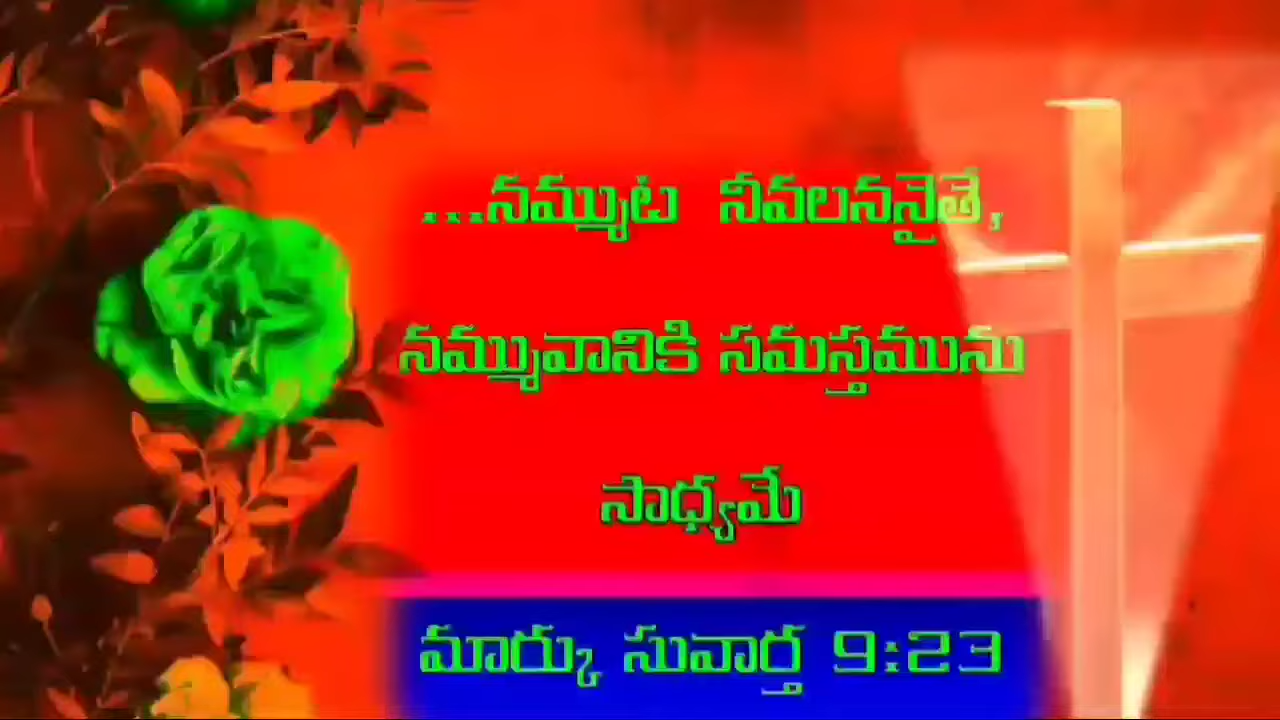 ...నమ్ముట నీవలననైతే,
నమ్మువానికి సమస్తమును
సాధ్యమే
మార్కు సువార్త 9:23